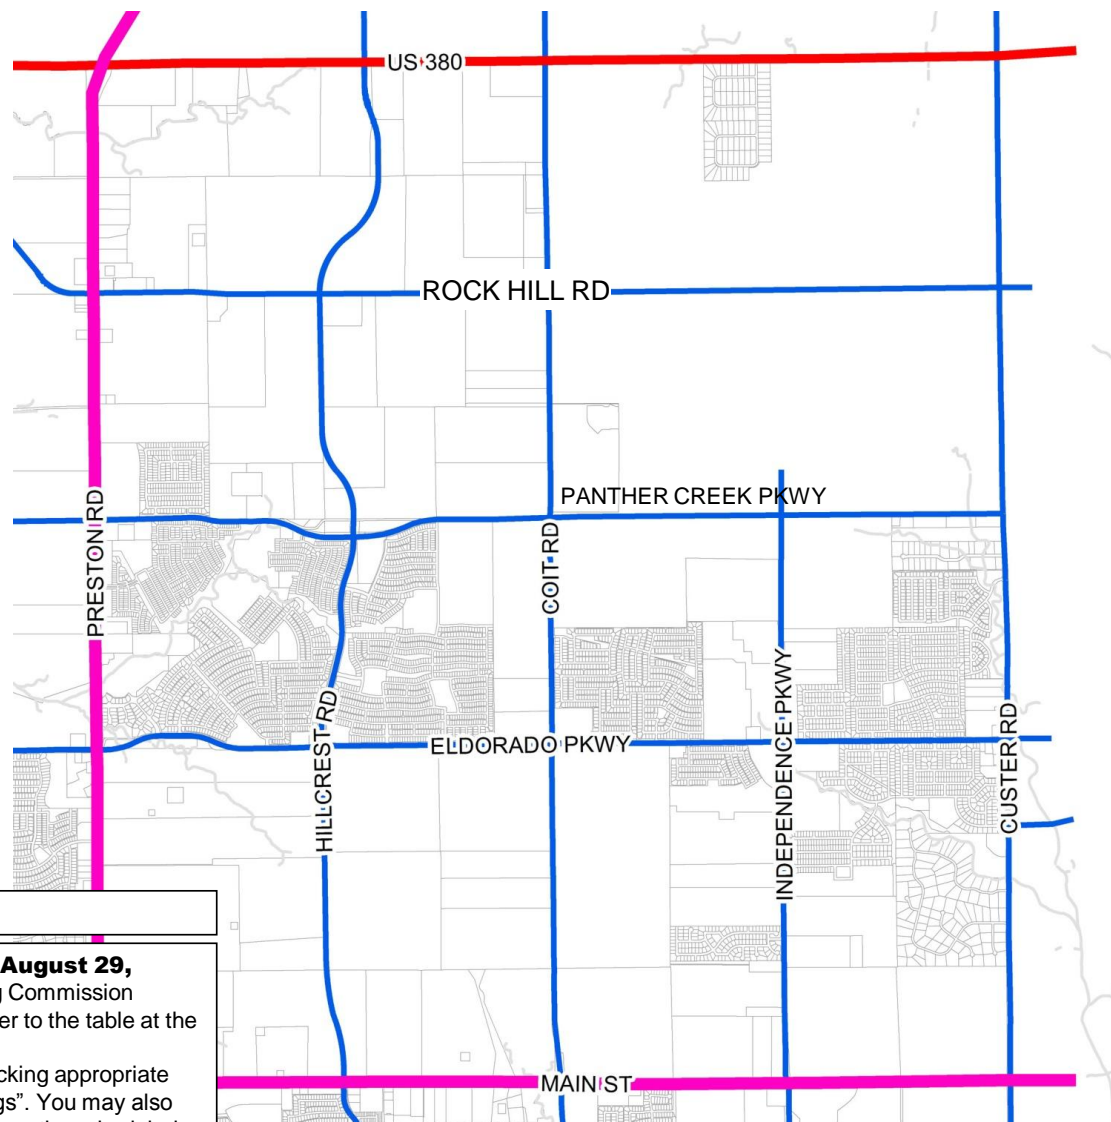 US 380
ROCK HILL RD
PANTHER CREEK PKWY
PRESTON RD
COIT RD
HILLCREST RD
ELDORADO PKWY
INDEPENDENCE PKWY
CUSTER RD
August 29,
Commission
er to the table at the
cking appropriate
gs”. You may also
MAIN ST